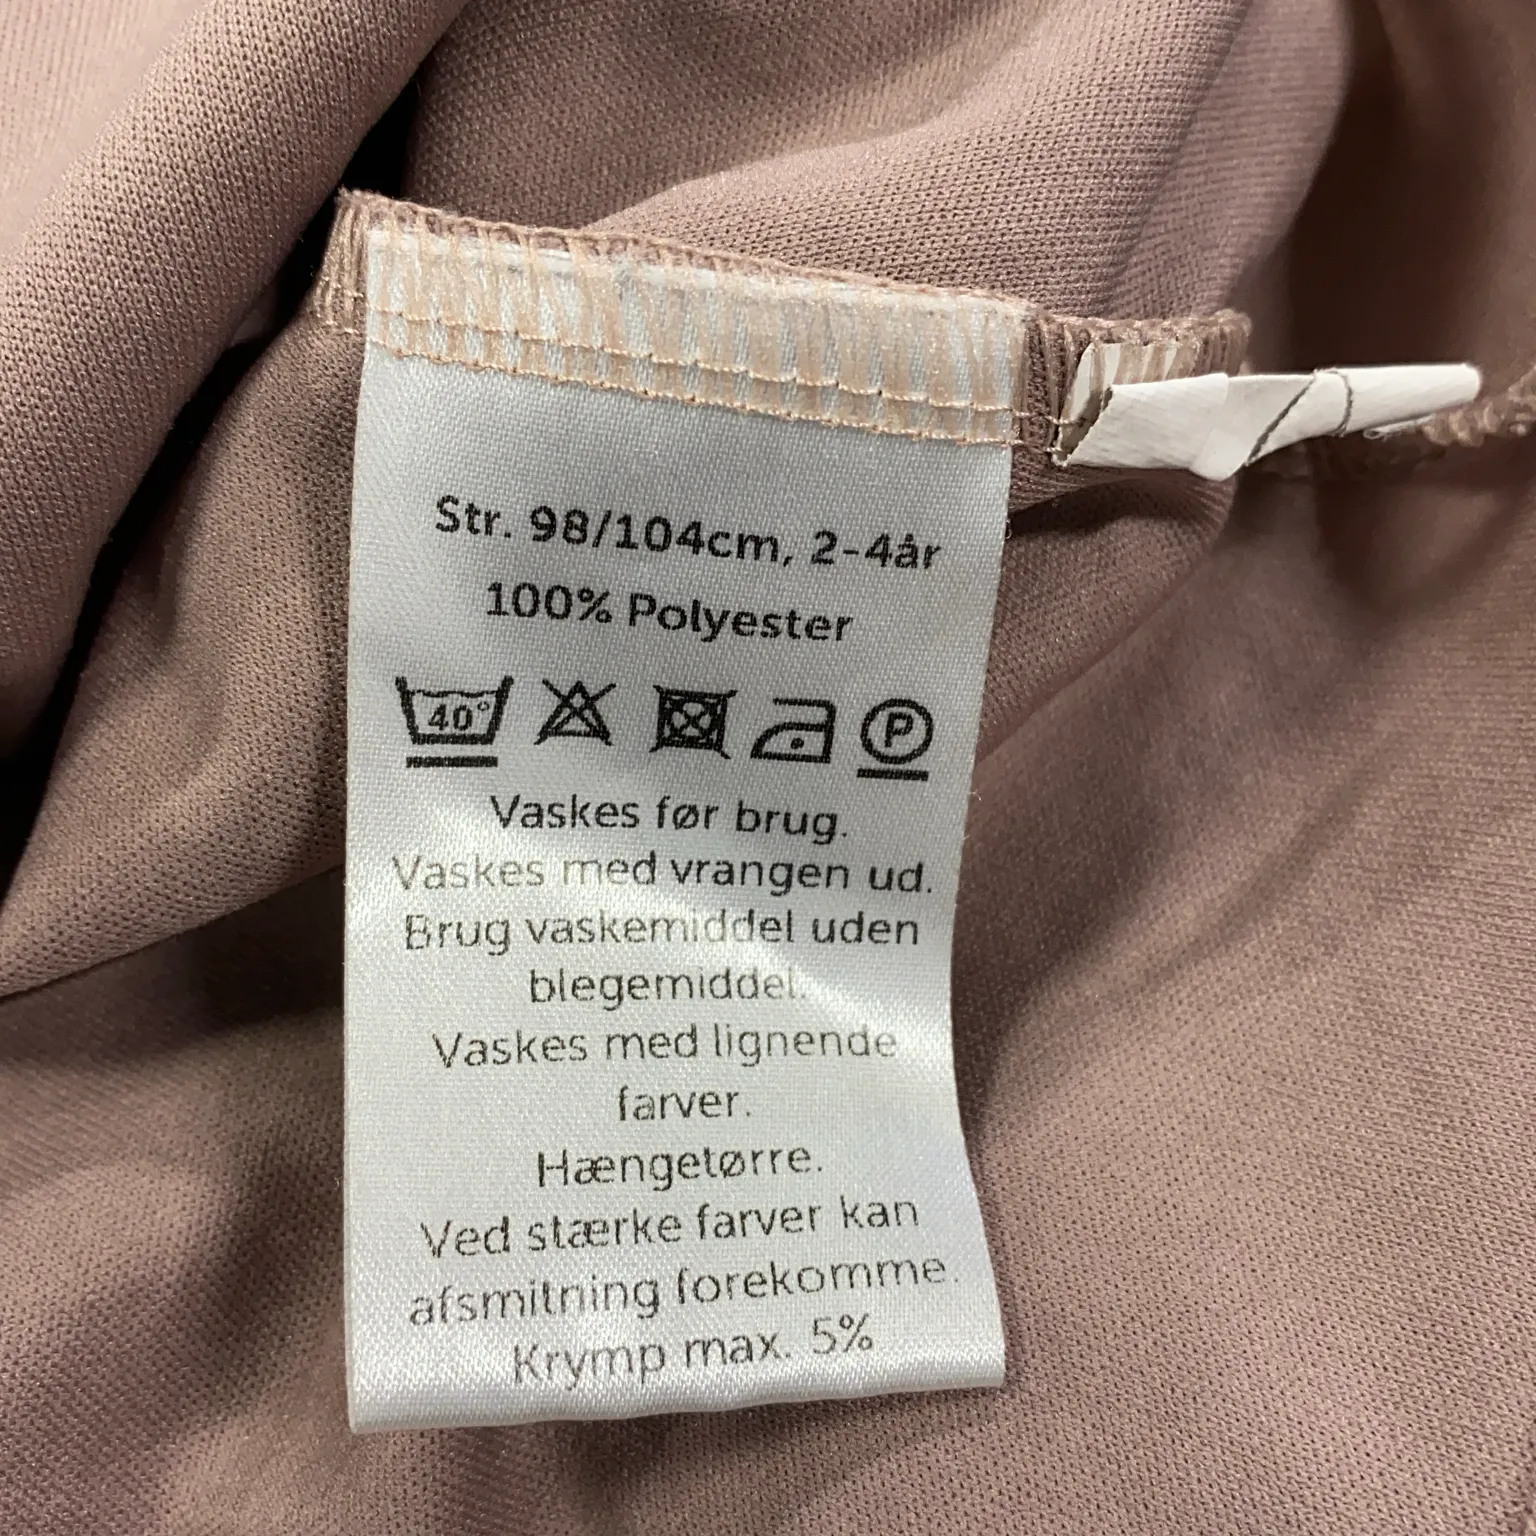 Str. 98/104cm, 2-4år
100% Polyester
40°
P
Vaskes før brug.
Vaskes med vrangen ud.
Brug vaskemiddel uden
blegemiddel.
Vaskes med lignende
farver.
Hængetørre.
Ved stærke farver kan
afsmitning forekomme.
Krymp max. 5%